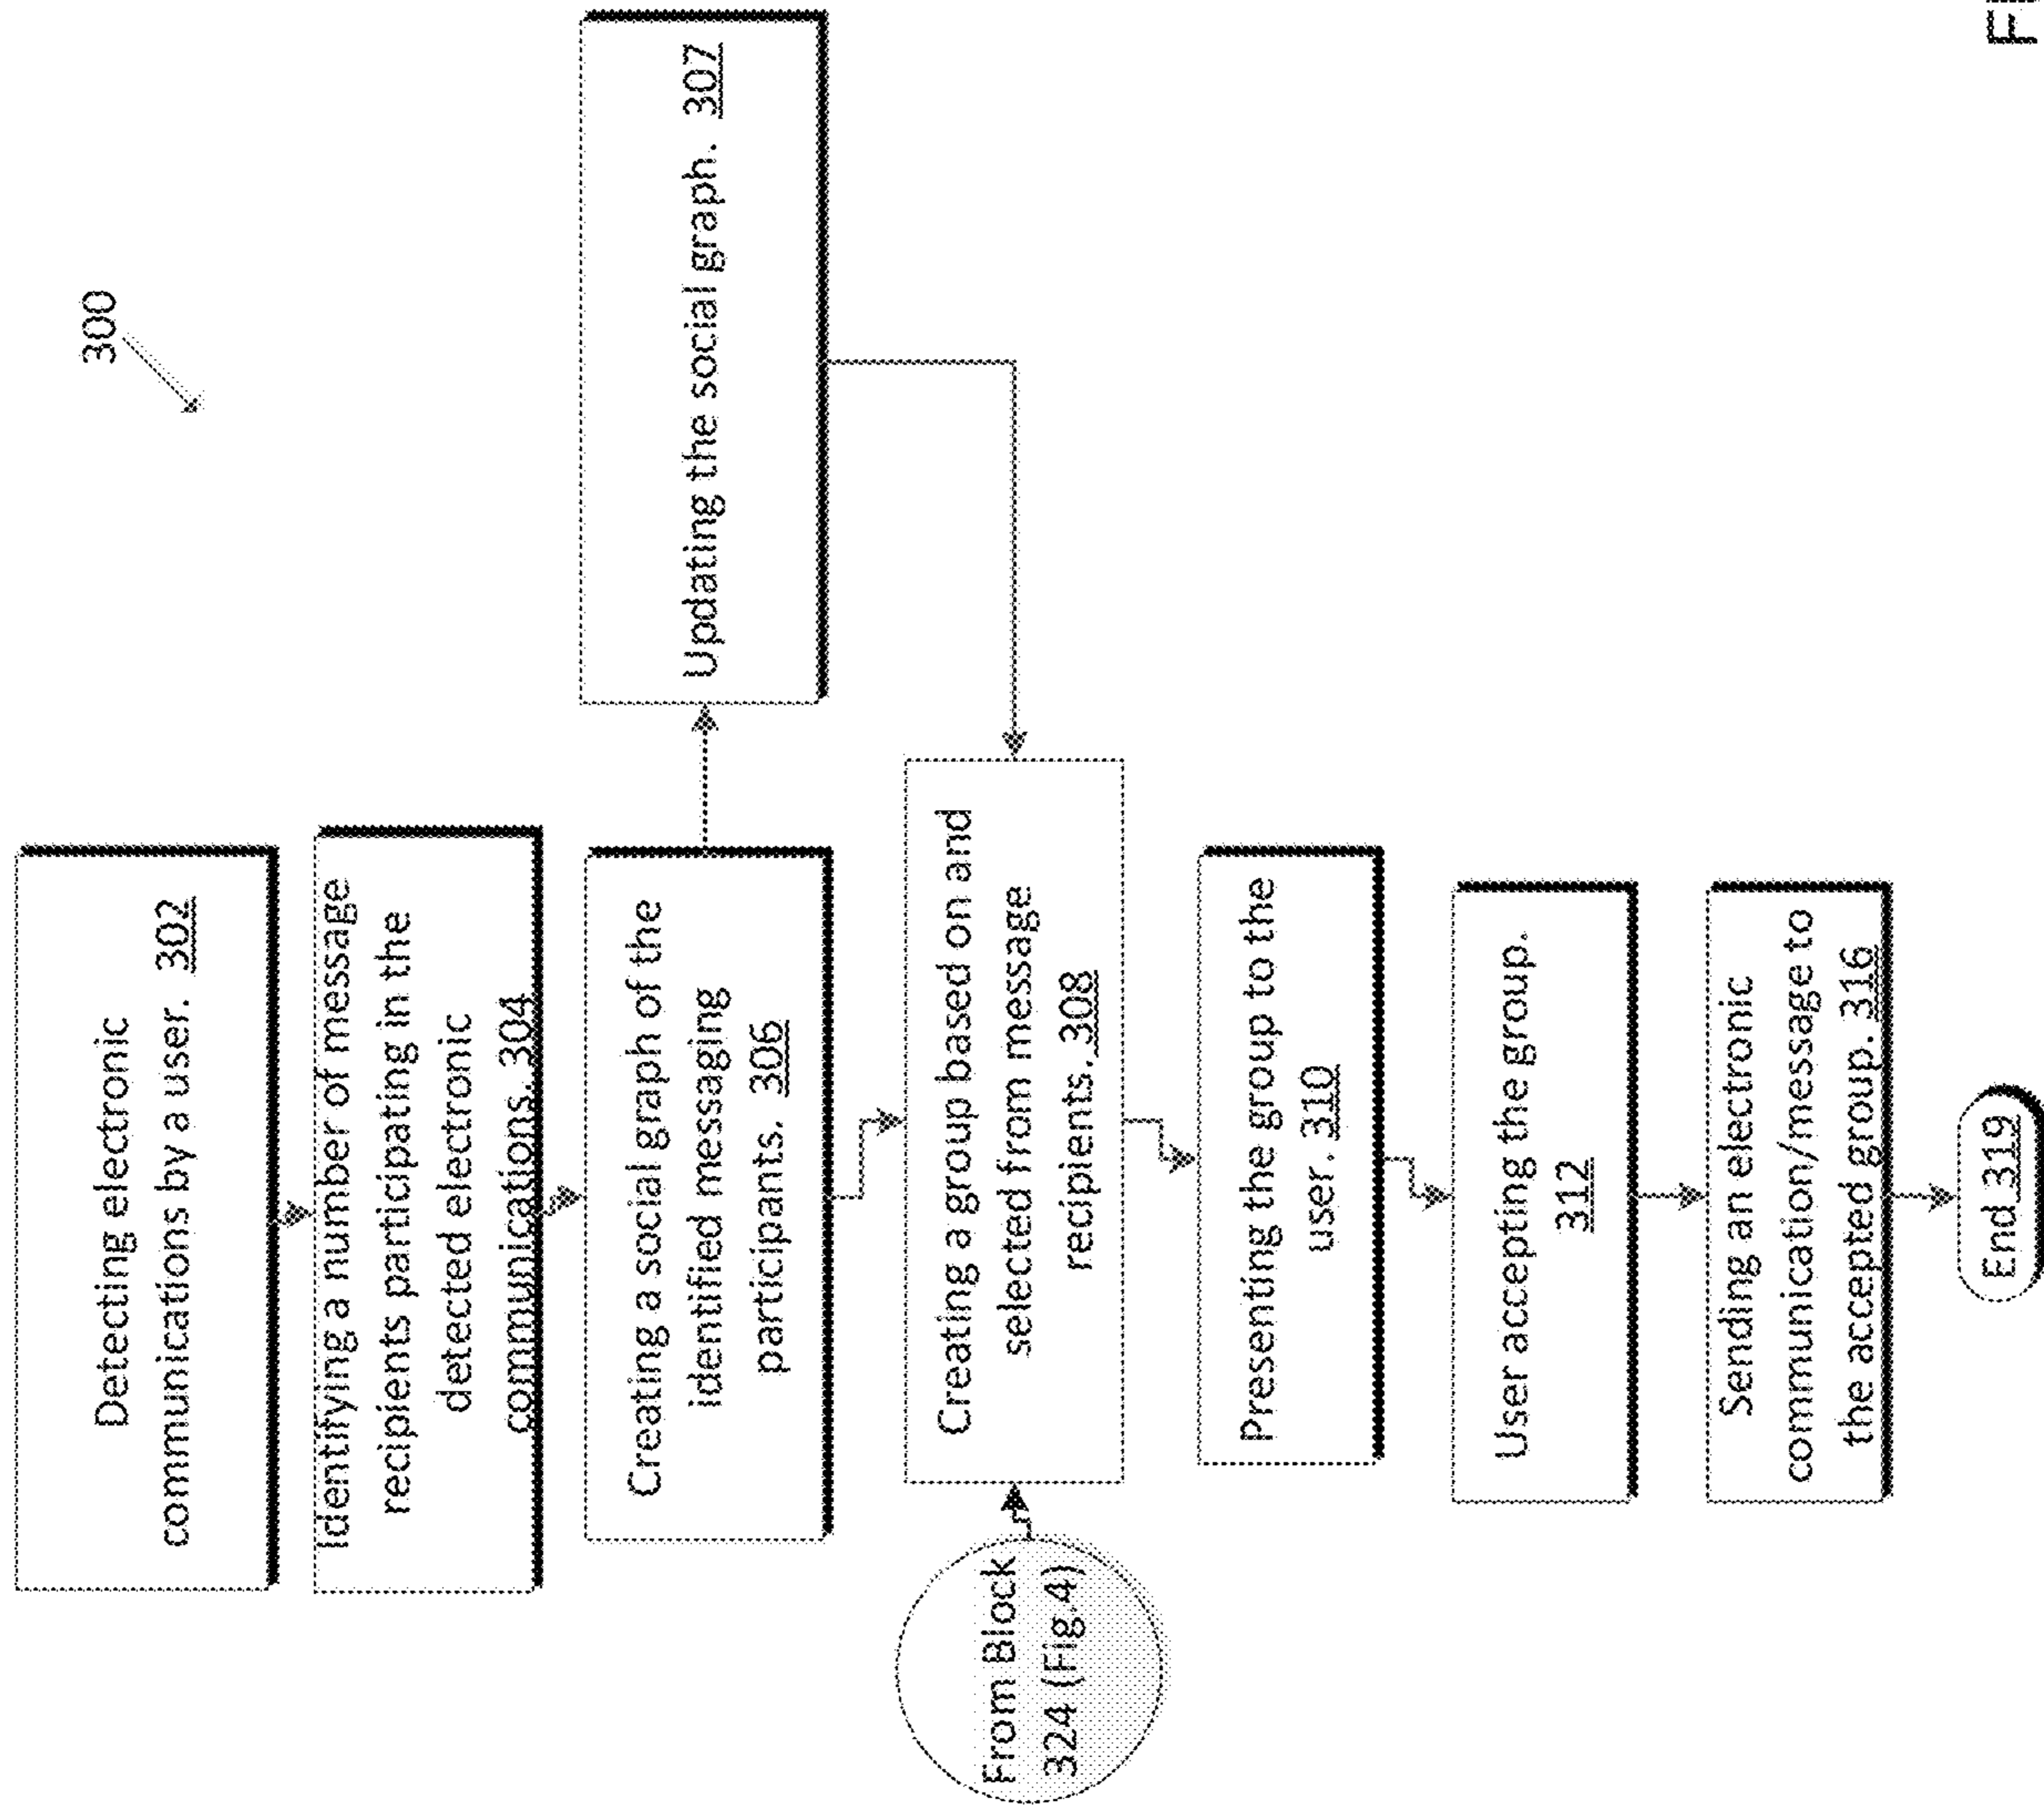 300
Detecting electronic
communications by a user. 302
Identifying a number of message
recipients participating in the
detected electronic
communications. 304
Creating a social graph of the
identified messaging
participants. 306
Updating the social graph. 307
From Block
324 (Fig.4)
Creating a group based on and
selected from message
recipients. 308
Presenting the group to the
user. 310
User accepting the group.
312
Sending an electronic
communication/message to
the accepted group. 316
End 319